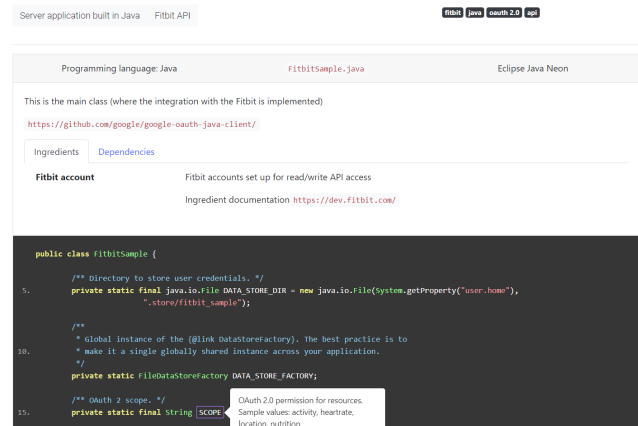 Server application built in Java Fitbit API
fitbit java oauth 2.0 api
Programming language: Java FitbitSample.java Eclipse Java Neon
This is the main class (where the integration with the Fitbit is implemented)
https://github.com/google/google-oauth-java-client/
Ingredients Dependencies
Fitbit account Fitbit accounts set up for read/write API access
Ingredient documentation https://dev.fitbit.com/
public class FitbitSample {
/** Directory to store user credentials. */
5. private static final java.io.File DATA_STORE_DIR = new java.io.File(System.getProperty("user.home"),
".store/fitbit_sample");
/**
* Global instance of the {@link DataStoreFactory}. The best practice is to
10. * make it a single globally shared instance across your application.
*/
private static FileDataStoreFactory DATA_STORE_FACTORY;
/** OAuth 2 scope. */
15. private static final String SCOPE
OAuth 2.0 permission for resources.
Sample values: activity, heartrate,
location, nutrition